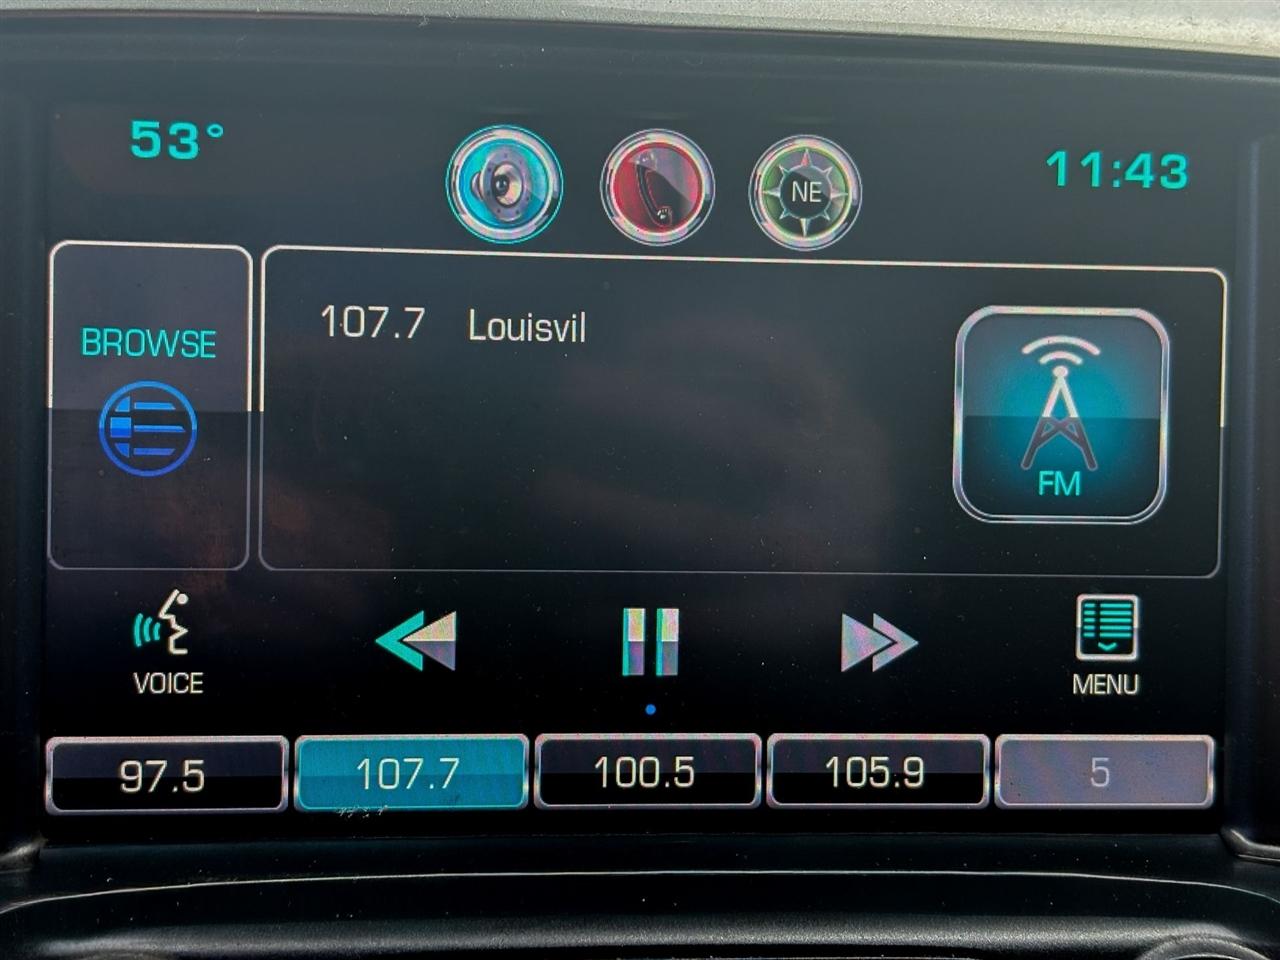 53°
NE
11:43
BROWSE
107.7 Louisvil
FM
VOICE
MENU
97.5
107.7
100.5
105.9
5